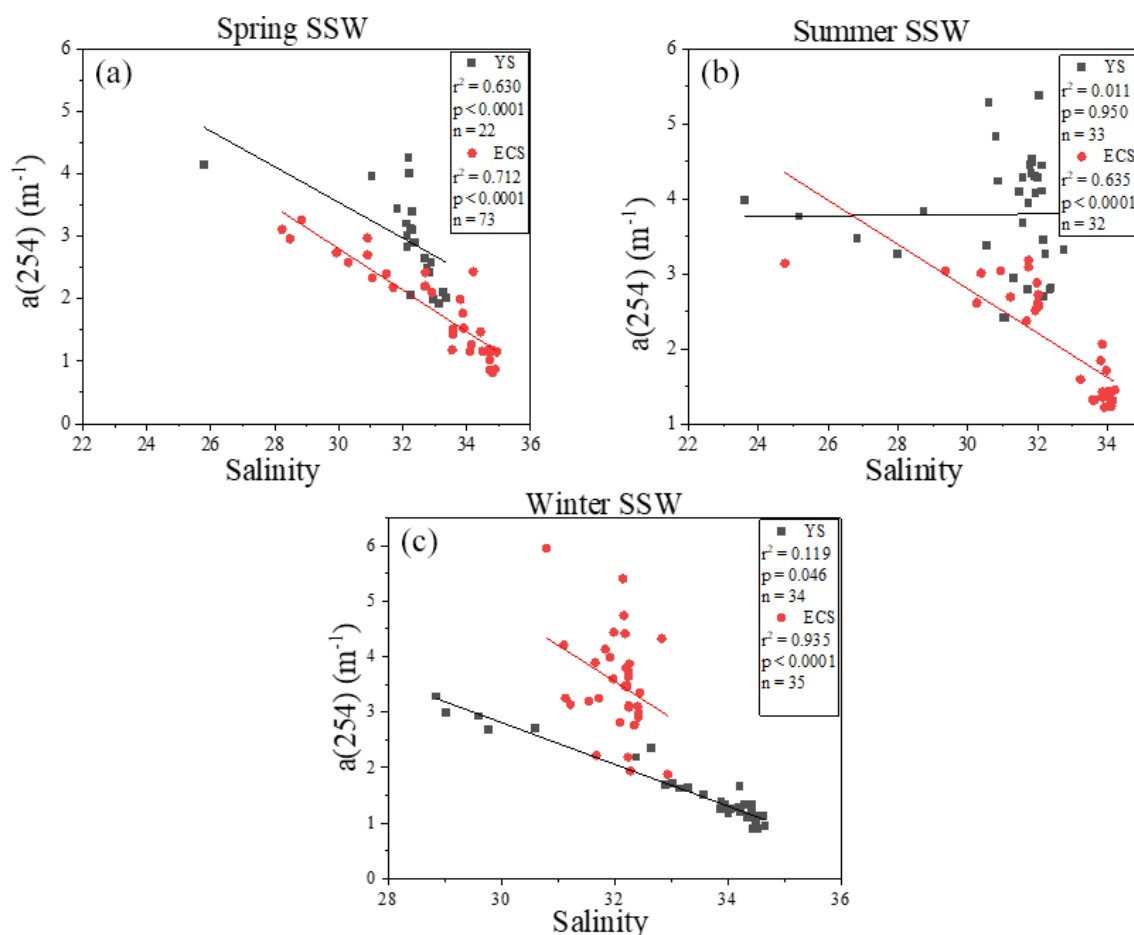 Spring SSW
(a)
YS
r² = 0.630
p < 0.0001
n = 22
ECS
r² = 0.712
p < 0.0001
n = 73
a(254) (m⁻¹)
6
5
4
3
2
1
0
22 24 26 28 30 32 34 36
Salinity
Summer SSW
(b)
YS
r² = 0.011
p = 0.950
n = 33
ECS
r² = 0.635
p < 0.0001
n = 32
a(254) (m⁻¹)
6
5
4
3
2
1
22 24 26 28 30 32 34
Salinity
Winter SSW
(c)
YS
r² = 0.119
p = 0.046
n = 34
ECS
r² = 0.935
p < 0.0001
n = 35
a(254) (m⁻¹)
6
5
4
3
2
1
0
28 30 32 34 36
Salinity